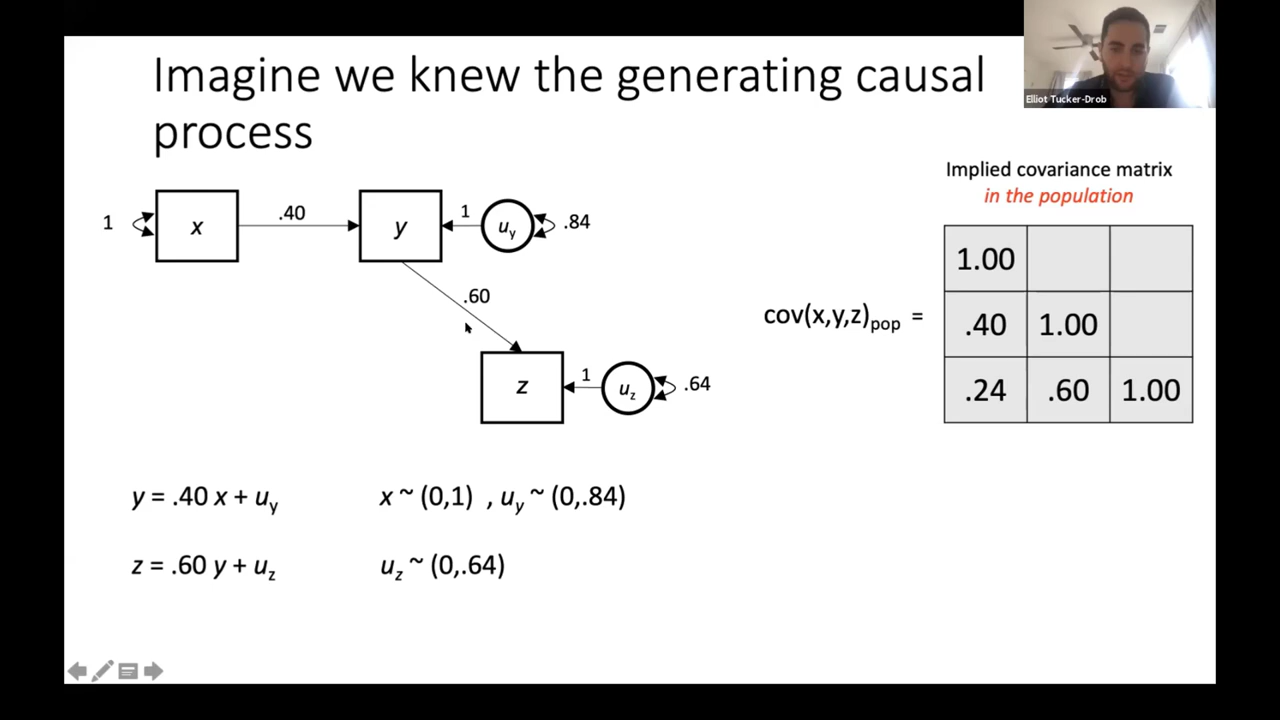 Imagine we knew the generating causal
process
Elliot Tucker-Drob
1
x
.40
y
1
u_y
.84
.60
z
1
u_z
.64
Implied covariance matrix
in the population
cov(x,y,z)_pop =
1.00
.40 1.00
.24 .60 1.00
y = .40 x + u_y
x ~ (0,1) , u_y ~ (0,.84)
z = .60 y + u_z
u_z ~ (0,.64)